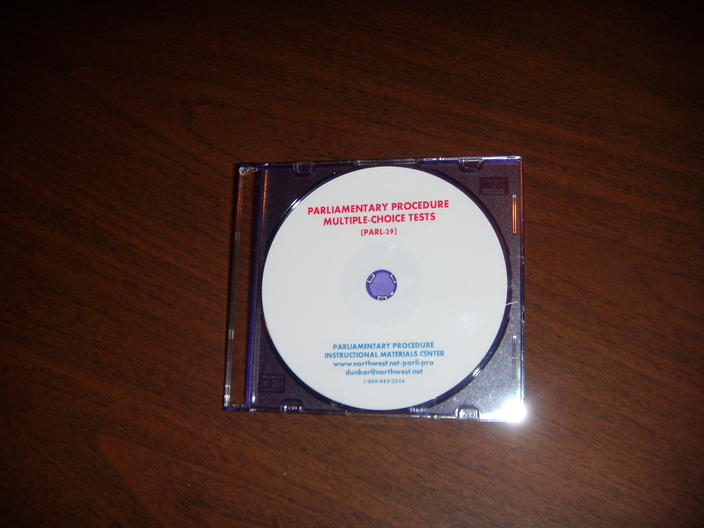 PARLIAMENTARY PROCEDURE
MULTIPLE-CHOICE TESTS
[PARL-29]
PARLIAMENTARY PROCEDURE
INSTRUCTIONAL MATERIALS CENTER
www.northwest.net/parli-pro
dunbar@northwest.net